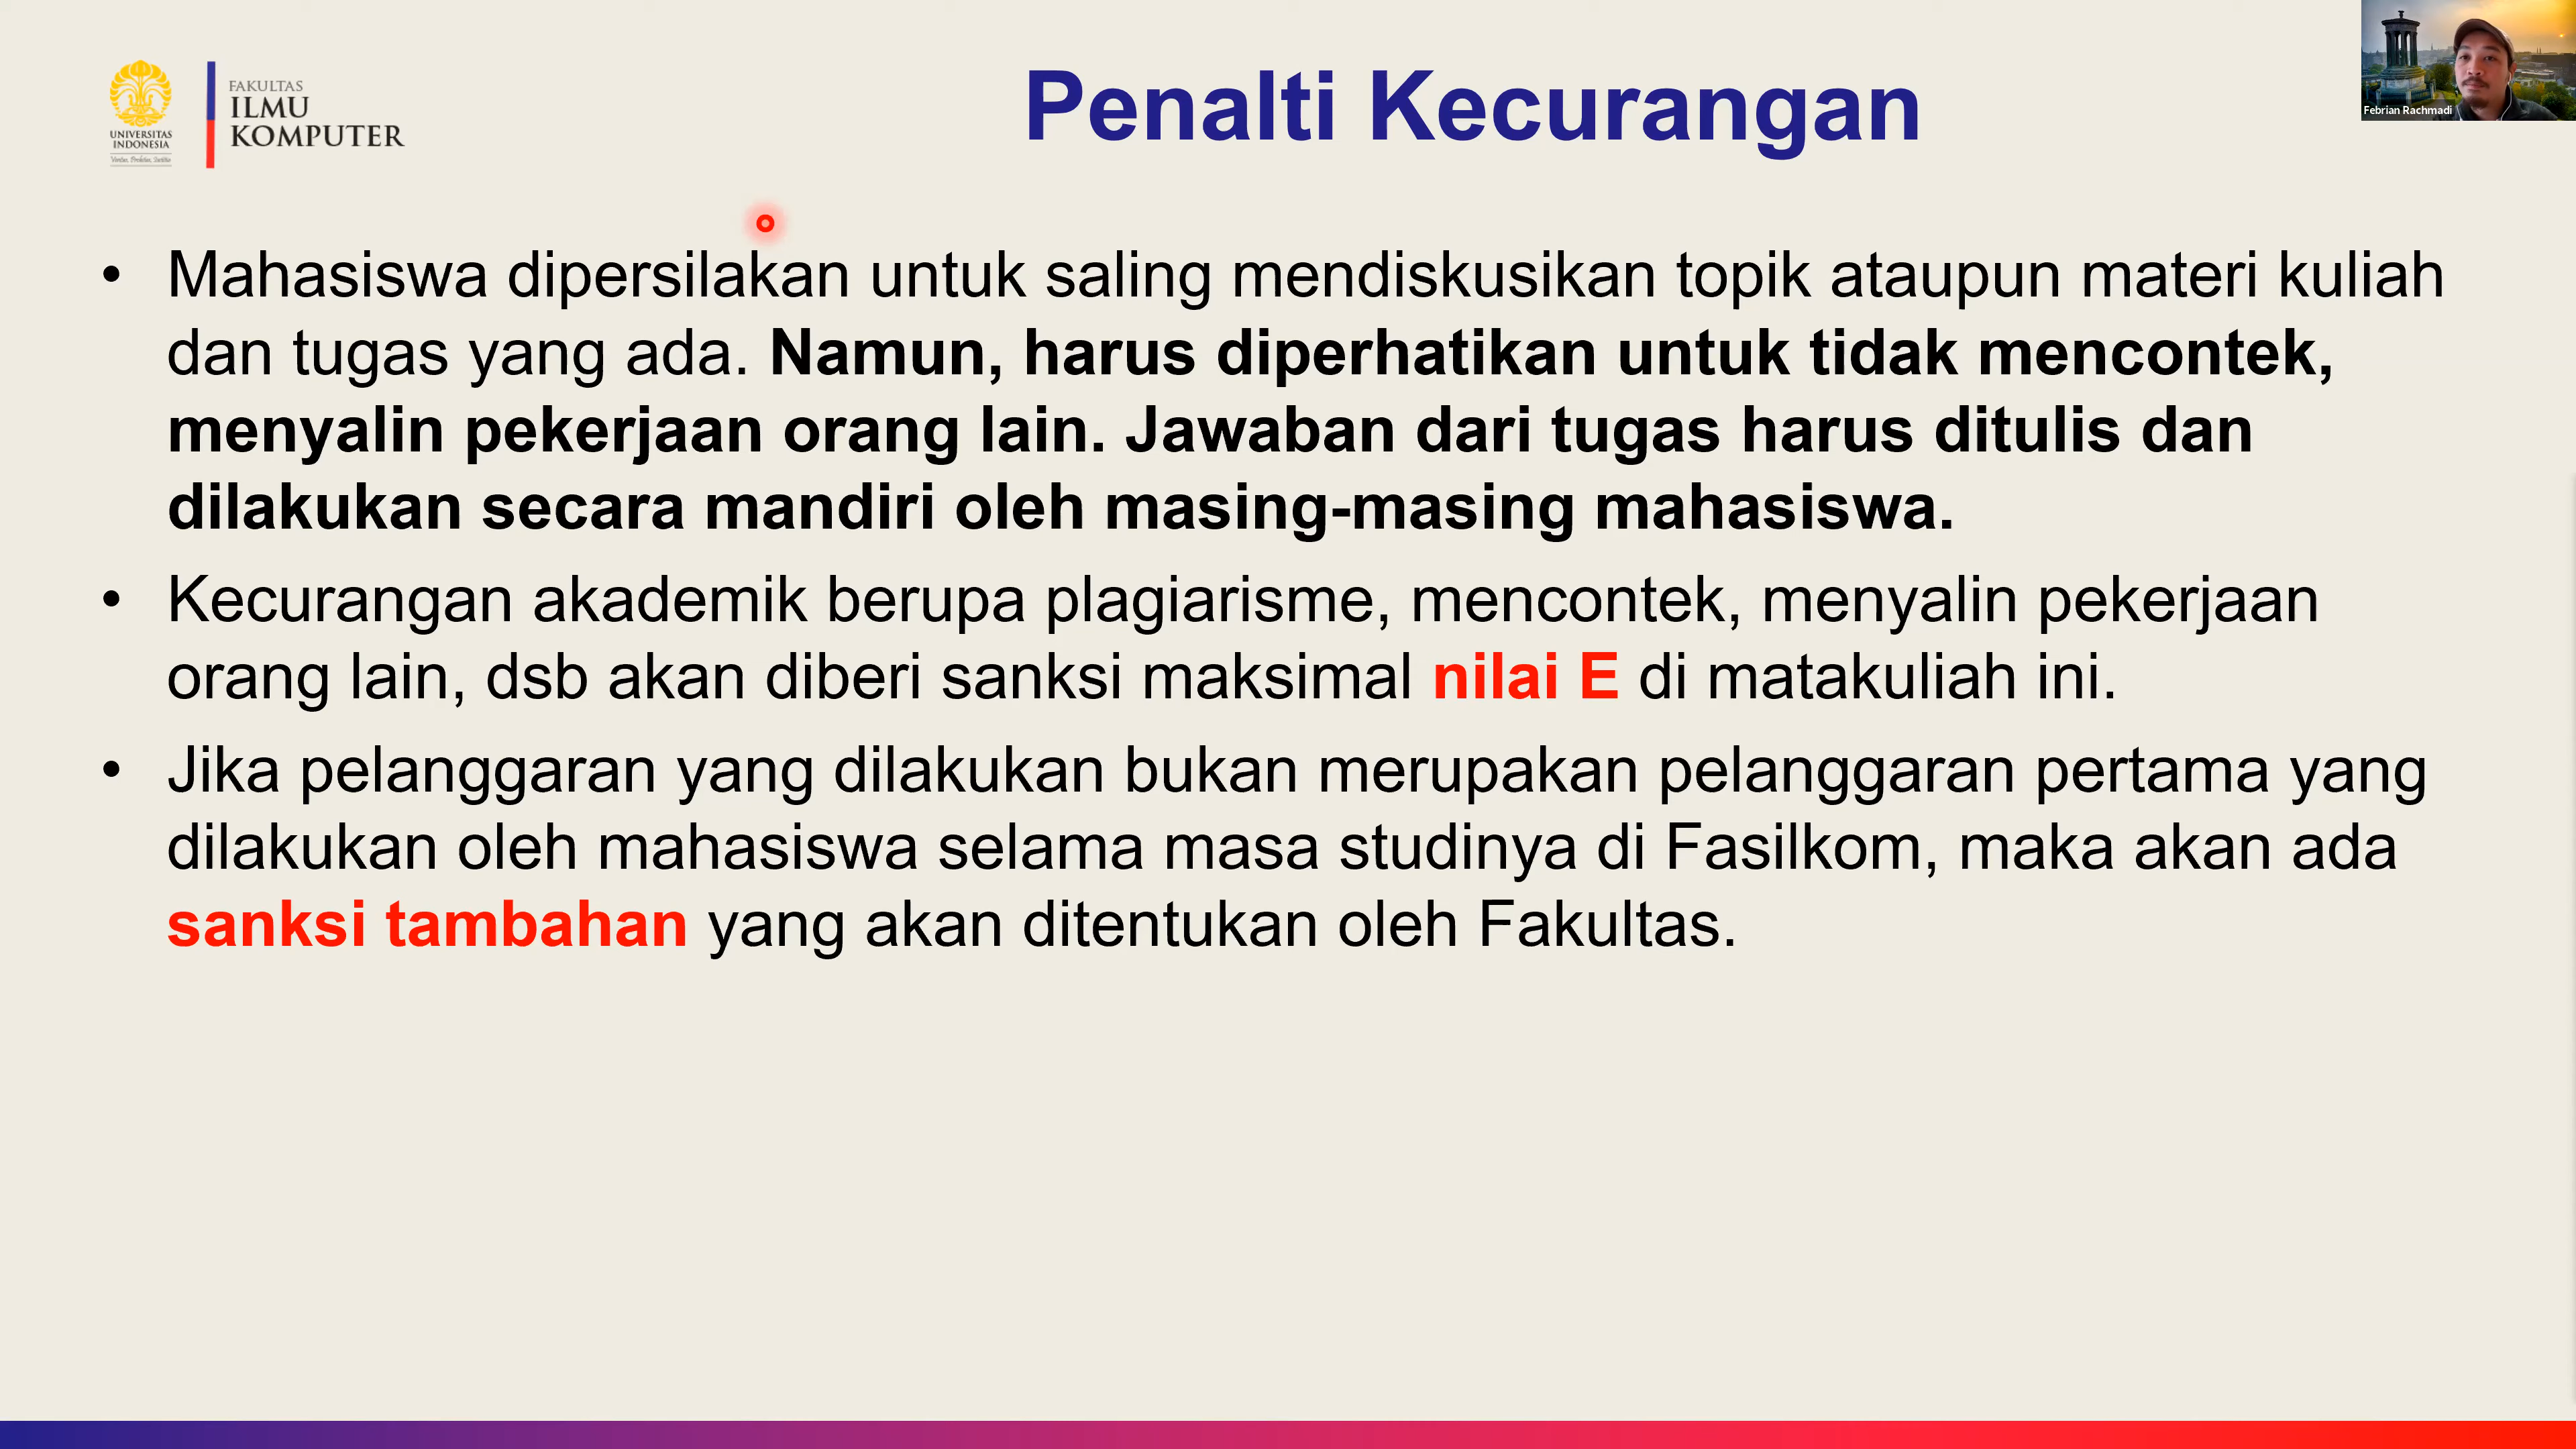 UNIVERSITAS
INDONESIA
Veritas, Probitas, Iustitia
FAKULTAS
ILMU
KOMPUTER
Penalti Kecurangan
Febrian Rachmadi
• Mahasiswa dipersilakan untuk saling mendiskusikan topik ataupun materi kuliah
dan tugas yang ada. Namun, harus diperhatikan untuk tidak mencontek,
menyalin pekerjaan orang lain. Jawaban dari tugas harus ditulis dan
dilakukan secara mandiri oleh masing-masing mahasiswa.
• Kecurangan akademik berupa plagiarisme, mencontek, menyalin pekerjaan
orang lain, dsb akan diberi sanksi maksimal nilai E di matakuliah ini.
• Jika pelanggaran yang dilakukan bukan merupakan pelanggaran pertama yang
dilakukan oleh mahasiswa selama masa studinya di Fasilkom, maka akan ada
sanksi tambahan yang akan ditentukan oleh Fakultas.